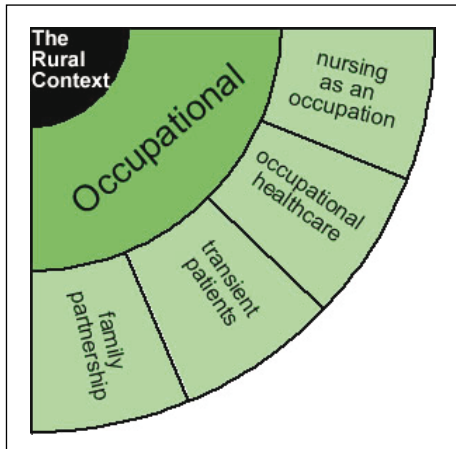 The
Rural
Context
Occupational
nursing
as an
occupation
occupational
healthcare
transient
patients
family
partnership